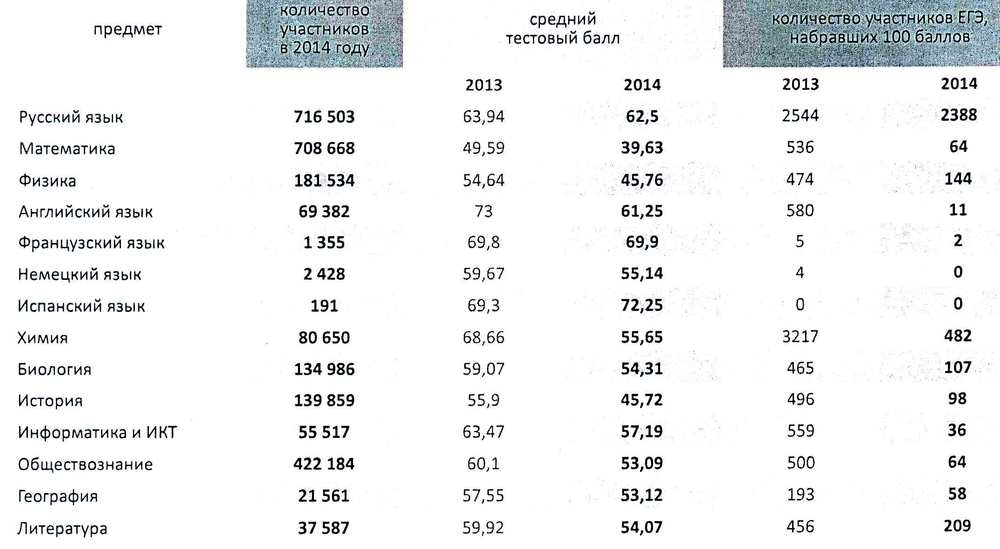 предмет
количество
участников
в 2014 году
средний
тестовый балл
количество участников ЕГЭ,
набравших 100 баллов
2013 2014 2013 2014
Русский язык 716 503 63,94 62,5 2544 2388
Математика 708 668 49,59 39,63 536 64
Физика 181 534 54,64 45,76 474 144
Английский язык 69 382 73 61,25 580 11
Французский язык 1 355 69,8 69,9 5 2
Немецкий язык 2 428 59,67 55,14 4 0
Испанский язык 191 69,3 72,25 0 0
Химия 80 650 68,66 55,65 3217 482
Биология 134 986 59,07 54,31 465 107
История 139 859 55,9 45,72 496 98
Информатика и ИКТ 55 517 63,47 57,19 559 36
Обществознание 422 184 60,1 53,09 500 64
География 21 561 57,55 53,12 193 58
Литература 37 587 59,92 54,07 456 209